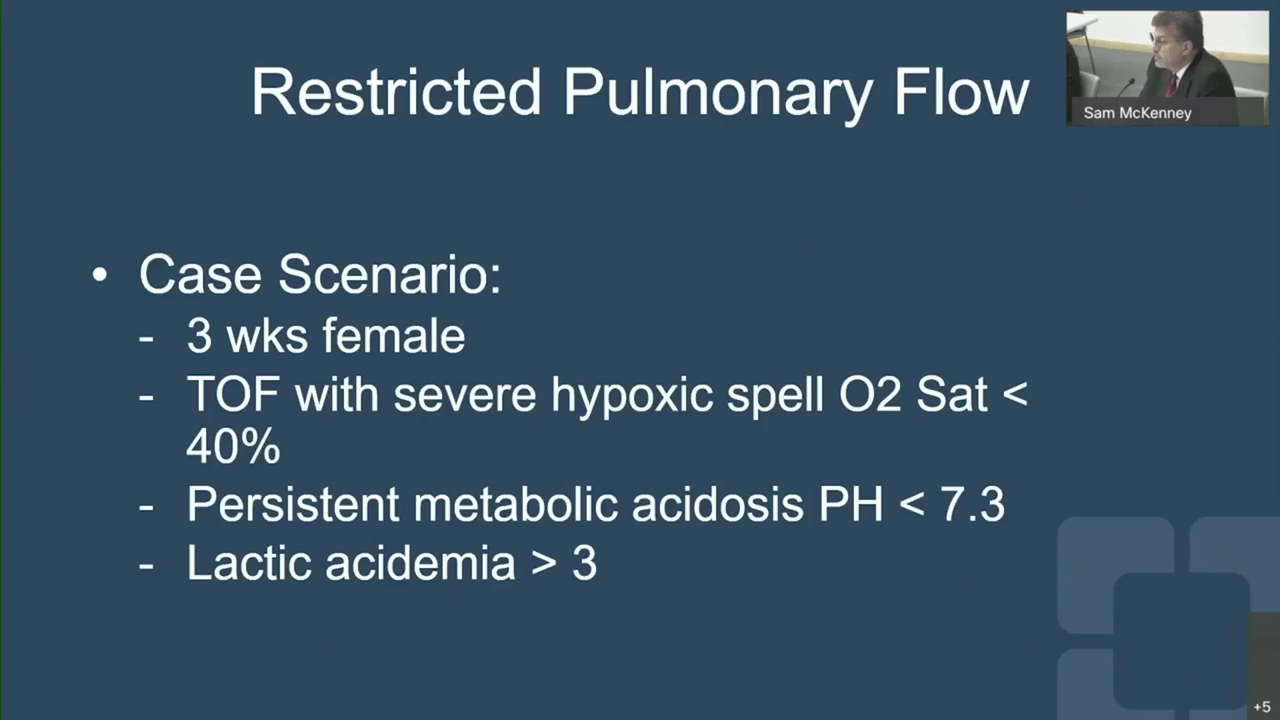 Restricted Pulmonary Flow
Sam McKenney
• Case Scenario:
- 3 wks female
- TOF with severe hypoxic spell O2 Sat <
40%
- Persistent metabolic acidosis PH < 7.3
- Lactic acidemia > 3
+5